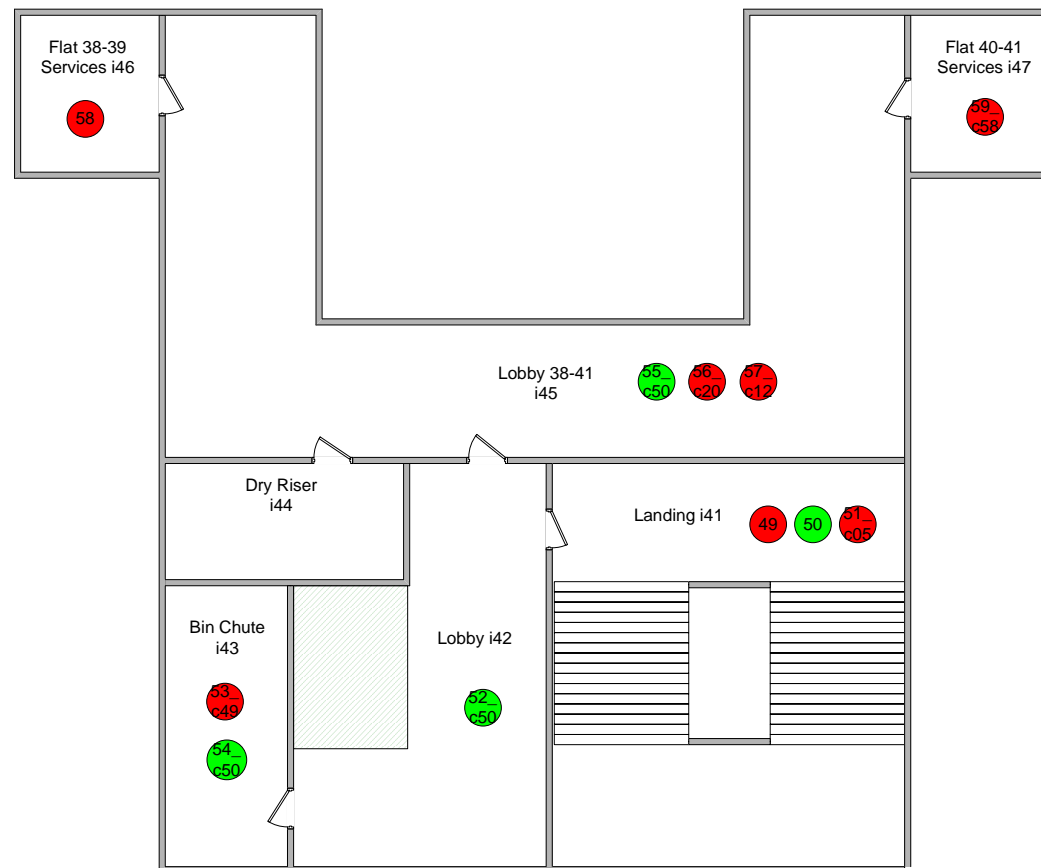 Flat 38-39
Services i46
58
Flat 40-41
Services i47
59_
c58
Lobby 38-41
i45
55_
c50
56_
c20
57_
c12
Dry Riser
i44
Landing i41
49
50
51_
c05
Bin Chute
i43
53_
c49
54_
c50
Lobby i42
52_
c50